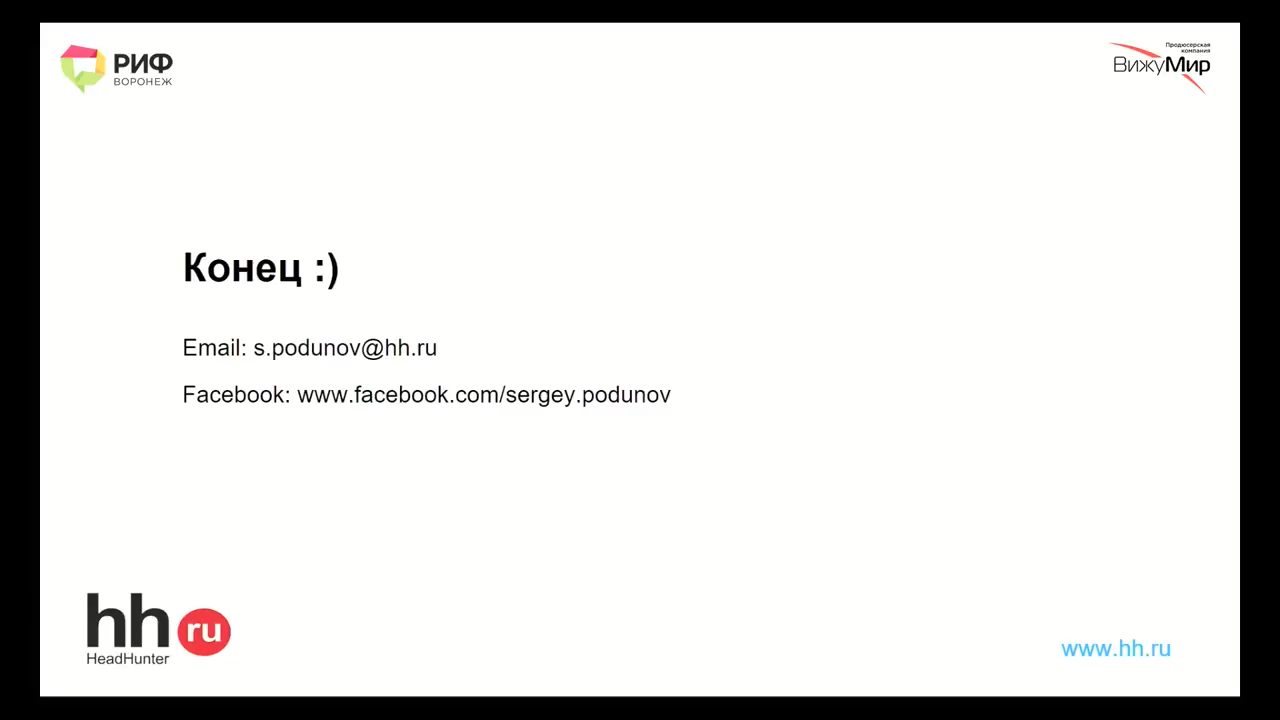 РИФ
ВОРОНЕЖ
Продюсерская
компания
ВижуМир
Конец :)
Email: s.podunov@hh.ru
Facebook: www.facebook.com/sergey.podunov
hh ru
HeadHunter
www.hh.ru